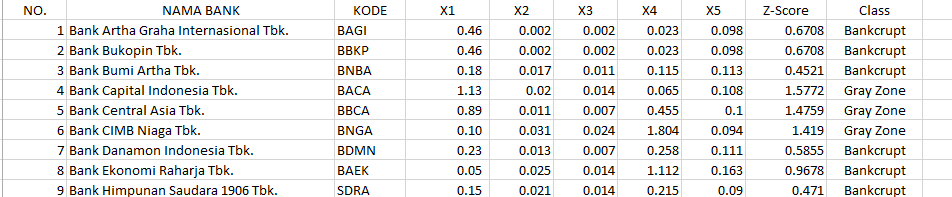 NO. NAMA BANK KODE X1 X2 X3 X4 X5 Z-Score Class
1 Bank Artha Graha Internasional Tbk. BAGI 0.46 0.002 0.002 0.023 0.098 0.6708 Bankcrupt
2 Bank Bukopin Tbk. BBKP 0.46 0.002 0.002 0.023 0.098 0.6708 Bankcrupt
3 Bank Bumi Artha Tbk. BNBA 0.18 0.017 0.011 0.115 0.113 0.4521 Bankcrupt
4 Bank Capital Indonesia Tbk. BACA 1.13 0.02 0.014 0.065 0.108 1.5772 Gray Zone
5 Bank Central Asia Tbk. BBCA 0.89 0.011 0.007 0.455 0.1 1.4759 Gray Zone
6 Bank CIMB Niaga Tbk. BNGA 0.10 0.031 0.024 1.804 0.094 1.419 Gray Zone
7 Bank Danamon Indonesia Tbk. BDMN 0.23 0.013 0.007 0.258 0.111 0.5855 Bankcrupt
8 Bank Ekonomi Raharja Tbk. BAEK 0.05 0.025 0.014 1.112 0.163 0.9678 Bankcrupt
9 Bank Himpunan Saudara 1906 Tbk. SDRA 0.15 0.021 0.014 0.215 0.09 0.471 Bankcrupt